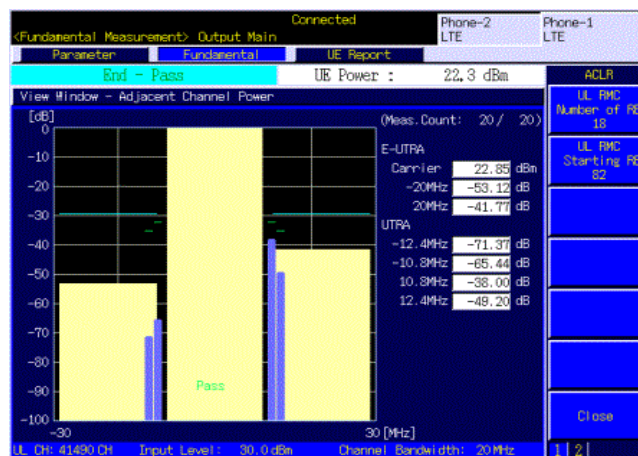 Connected
Phone-2
LTE
Phone-1
LTE
<Fundamental Measurement> Output Main
Parameter
Fundamental
UE Report
End - Pass
UE Power :
22.3 dBm
ACLR
View Window - Adjacent Channel Power
UL RMC
Number of RB
18
UL RMC
Starting RB
82
[dB]
(Meas.Count: 20/ 20)
0
-10
-20
-30
-40
-50
-60
-70
-80
-90
-100
E-UTRA
Carrier 22.85 dBm
-20MHz -53.12 dB
20MHz -41.77 dB
UTRA
-12.4MHz -71.37 dB
-10.8MHz -65.44 dB
10.8MHz -38.00 dB
12.4MHz -49.20 dB
Pass
-30
30 [MHz]
Close
UL CH: 41490 CH Input Level: 30.0 dBm Channel Bandwidth: 20 MHz
1 2